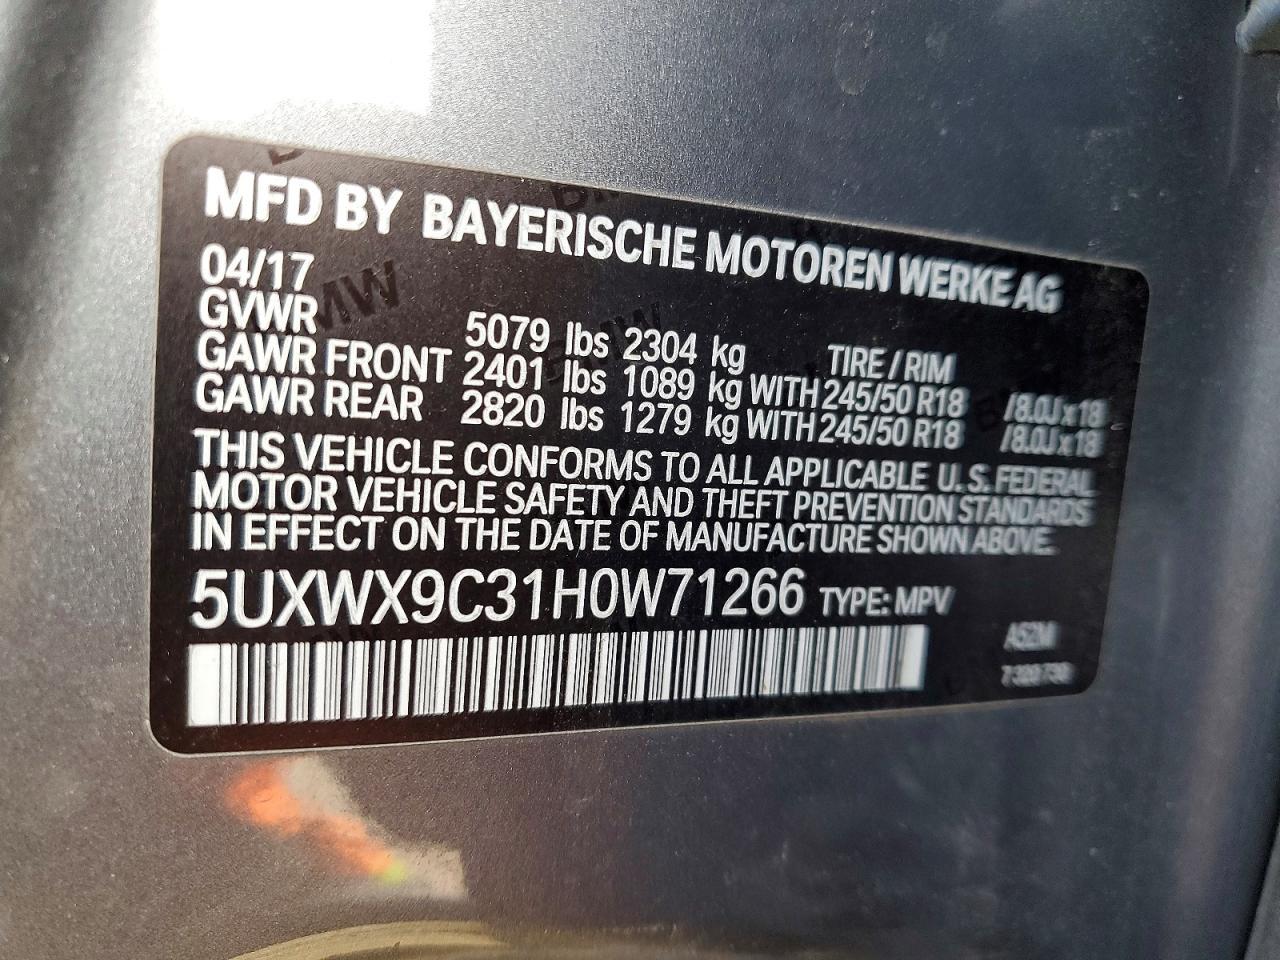 MFD BY BAYERISCHE MOTOREN WERKE AG
04/17
GVWR 5079 lbs 2304 kg TIRE / RIM
GAWR FRONT 2401 lbs 1089 kg WITH 245/50 R18 /8.0J x 18
GAWR REAR 2820 lbs 1279 kg WITH 245/50 R18 /8.0J x 18
THIS VEHICLE CONFORMS TO ALL APPLICABLE U.S. FEDERAL
MOTOR VEHICLE SAFETY AND THEFT PREVENTION STANDARDS
IN EFFECT ON THE DATE OF MANUFACTURE SHOWN ABOVE.
5UXWX9C31H0W71266 TYPE: MPV
A52M